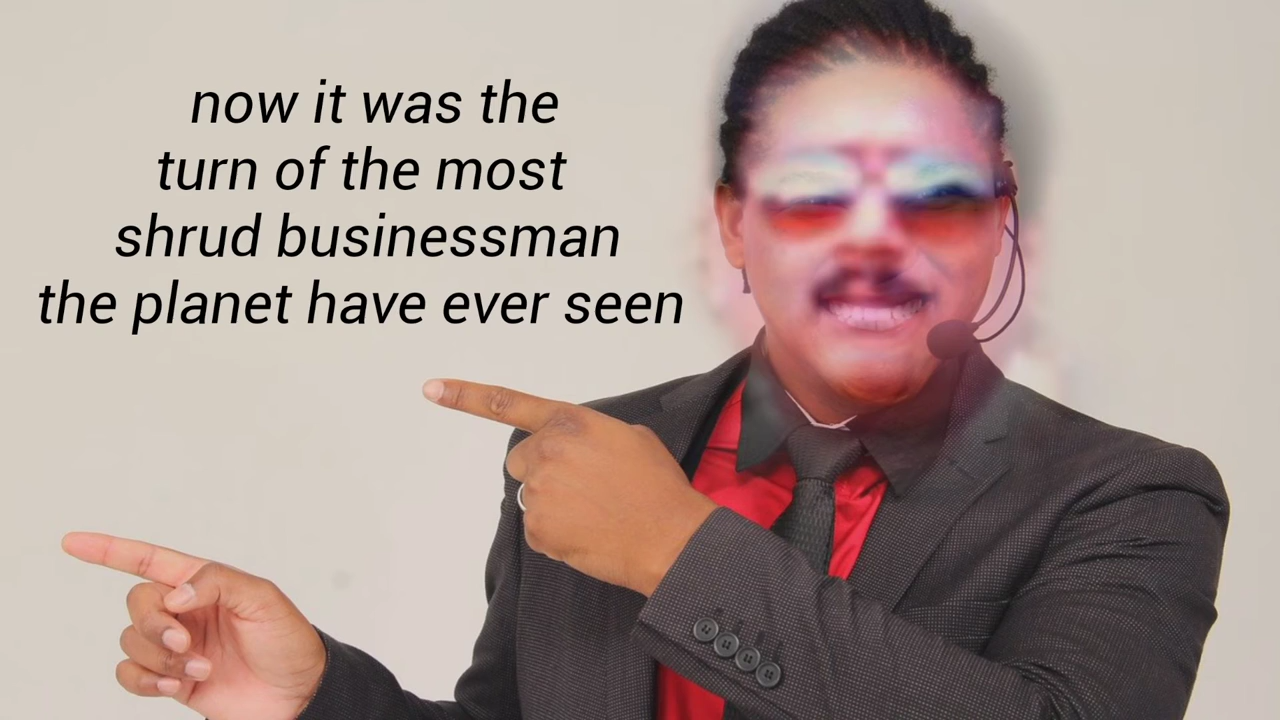 now it was the
turn of the most
shrud businessman
the planet have ever seen